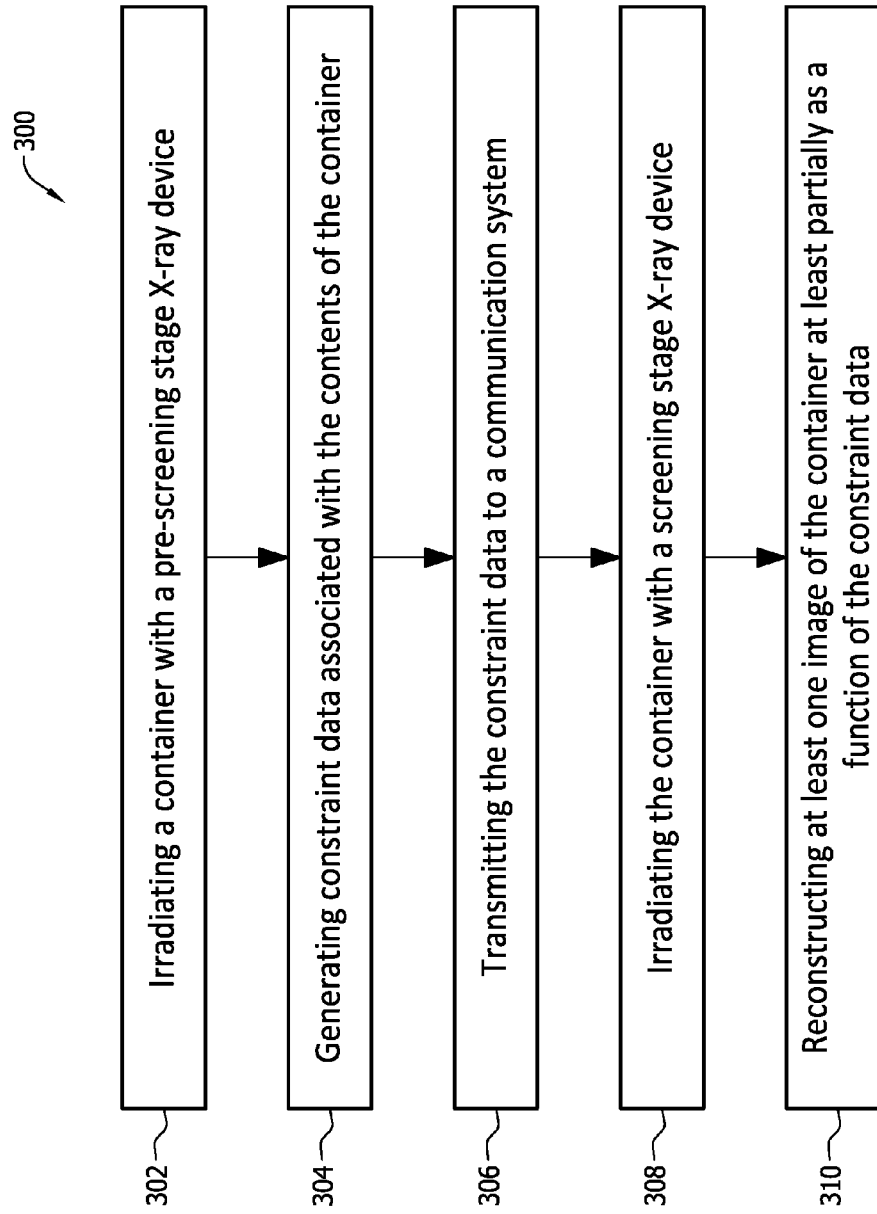 300
302
Irradiating a container with a pre-screening stage X-ray device
304
Generating constraint data associated with the contents of the container
306
Transmitting the constraint data to a communication system
308
Irradiating the container with a screening stage X-ray device
310
Reconstructing at least one image of the container at least partially as a
function of the constraint data